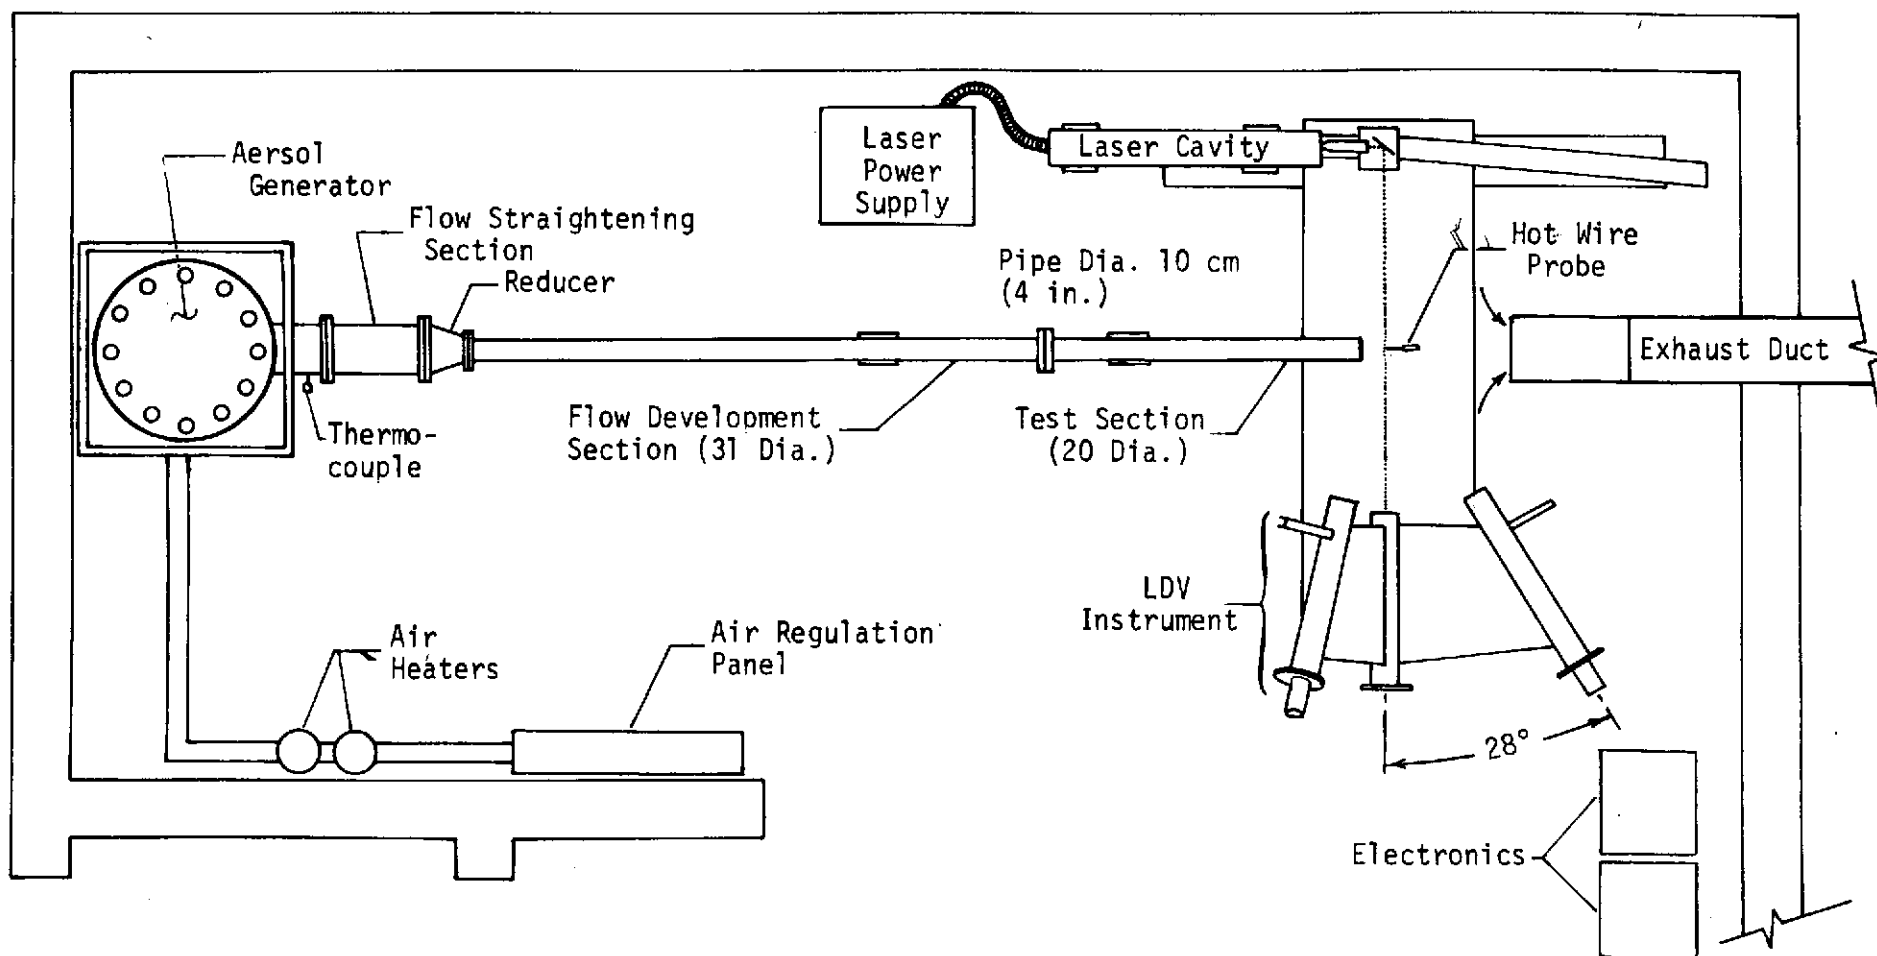 Aersol
Generator
Flow Straightening
Section
Reducer
Laser
Power
Supply
Laser Cavity
Pipe Dia. 10 cm
(4 in.)
Hot Wire
Probe
Exhaust Duct
Thermo-
couple
Flow Development
Section (31 Dia.)
Test Section
(20 Dia.)
LDV
Instrument
Air
Heaters
Air Regulation
Panel
28°
Electronics